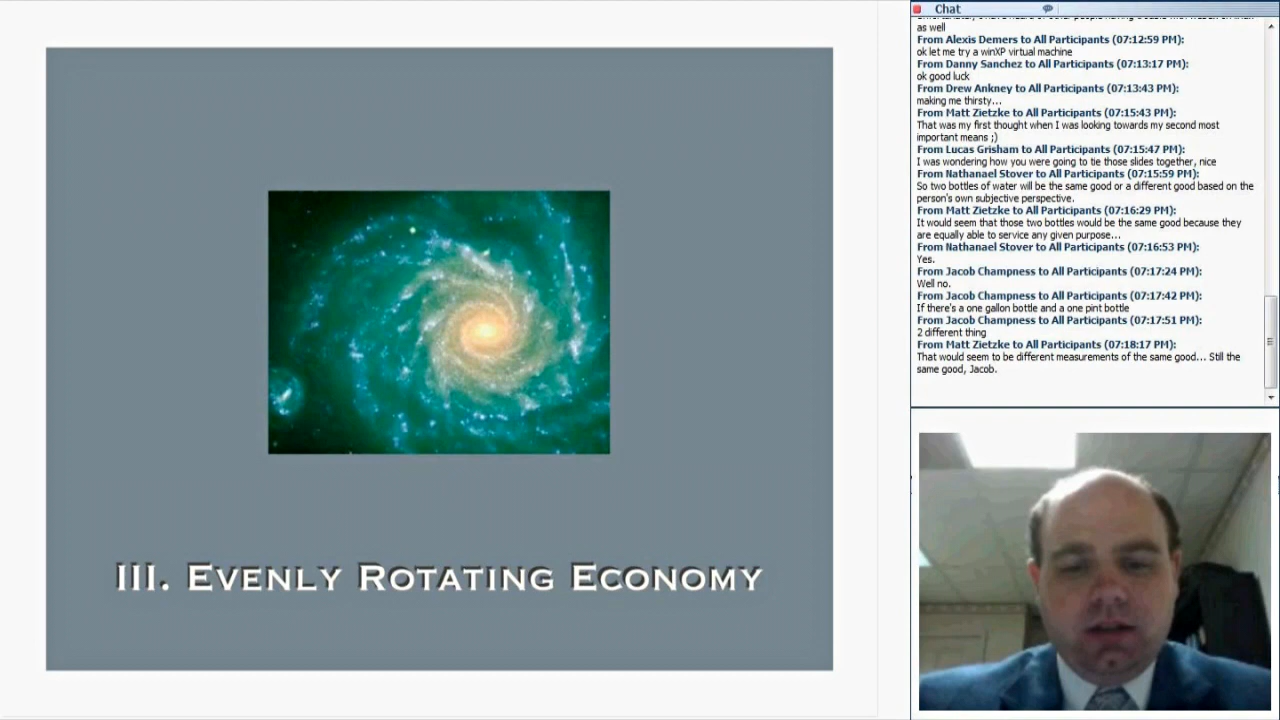 III. Evenly Rotating Economy
Chat
as well
From Alexis Demers to All Participants (07:12:59 PM):
ok let me try a winXP virtual machine
From Danny Sanchez to All Participants (07:13:17 PM):
ok good luck
From Drew Ankney to All Participants (07:13:43 PM):
making me thirsty...
From Matt Zietzke to All Participants (07:15:43 PM):
That was my first thought when I was looking towards my second most
important means ;)
From Lucas Grisham to All Participants (07:15:47 PM):
I was wondering how you were going to tie those slides together, nice
From Nathanael Stover to All Participants (07:15:59 PM):
So two bottles of water will be the same good or a different good based on the
person's own subjective perspective.
From Matt Zietzke to All Participants (07:16:29 PM):
It would seem that those two bottles would be the same good because they
are equally able to service any given purpose...
From Nathanael Stover to All Participants (07:16:53 PM):
Yes.
From Jacob Champness to All Participants (07:17:24 PM):
Well no.
From Jacob Champness to All Participants (07:17:42 PM):
If there's a one gallon bottle and a one pint bottle
From Jacob Champness to All Participants (07:17:51 PM):
2 different thing
From Matt Zietzke to All Participants (07:18:17 PM):
That would seem to be different measurements of the same good... Still the
same good, Jacob.